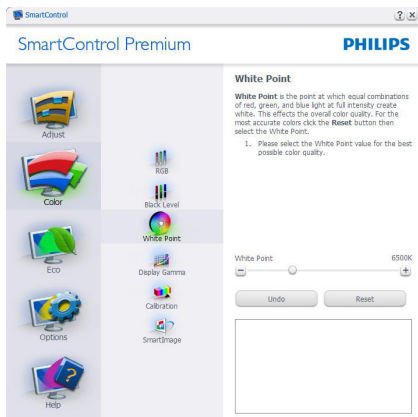 SmartControl
? x
SmartControl Premium
PHILIPS
Adjust
Color
Eco
Options
Help
RGB
Black Level
White Point
Display Gamma
Calibration
SmartImage
White Point
White Point is the point at which equal combinations
of red, green, and blue light at full intensity create
white. This effects the overall color quality. For the
most accurate colors click the Reset button then
select the White Point.
1. Please select the White Point value for the best
possible color quality.
White Point 6500K
− +
Undo Reset